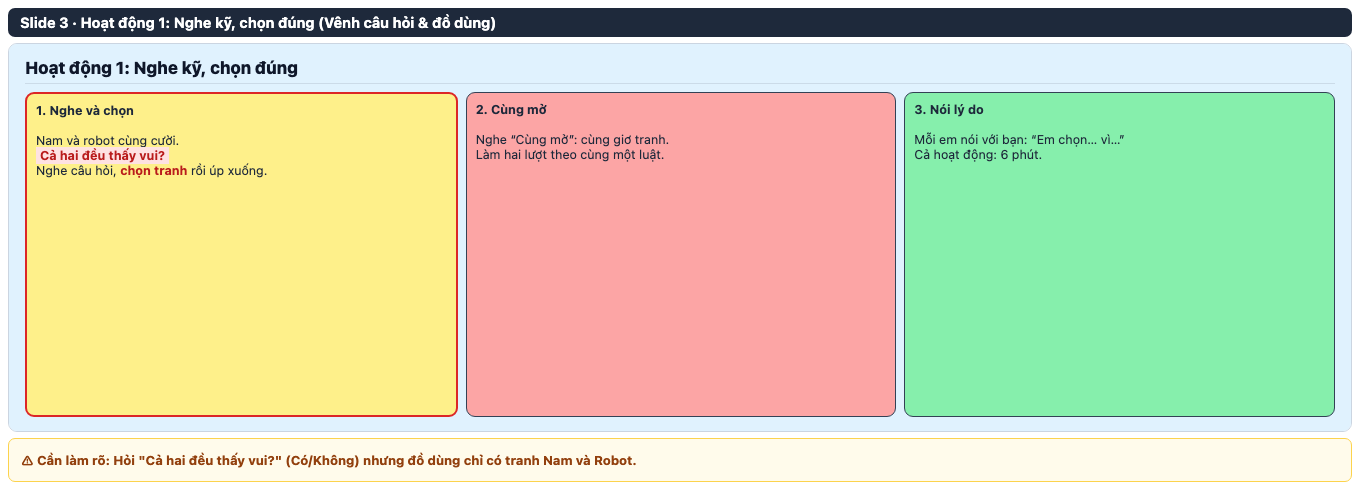 Slide 3 · Hoạt động 1: Nghe kỹ, chọn đúng (Vênh câu hỏi & đồ dùng)
Hoạt động 1: Nghe kỹ, chọn đúng
1. Nghe và chọn
Nam và robot cùng cười.
Cả hai đều thấy vui?
Nghe câu hỏi, chọn tranh rồi úp xuống.
2. Cùng mở
Nghe “Cùng mở”: cùng giơ tranh.
Làm hai lượt theo cùng một luật.
3. Nói lý do
Mỗi em nói với bạn: “Em chọn… vì…”
Cả hoạt động: 6 phút.
⚠ Cần làm rõ: Hỏi "Cả hai đều thấy vui?" (Có/Không) nhưng đồ dùng chỉ có tranh Nam và Robot.